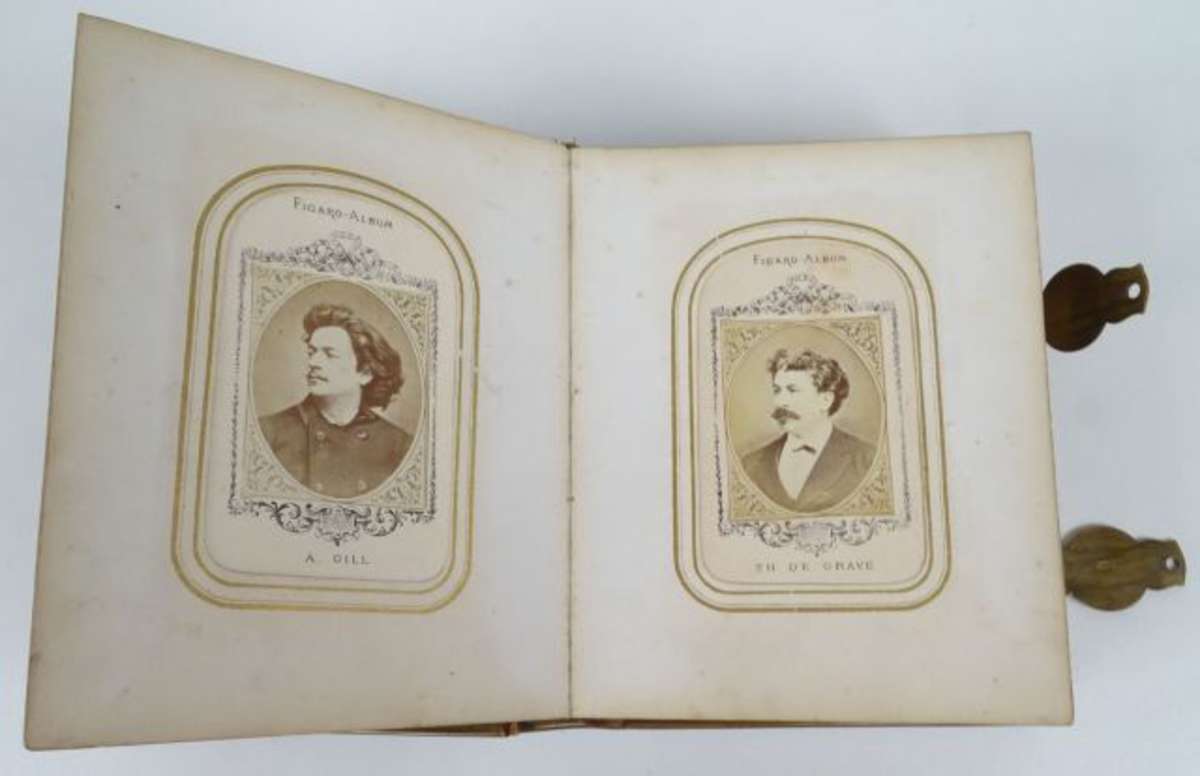 FIGARO-ALBUM
A. GILL
FIGARO-ALBUM
TH DE GRAVE